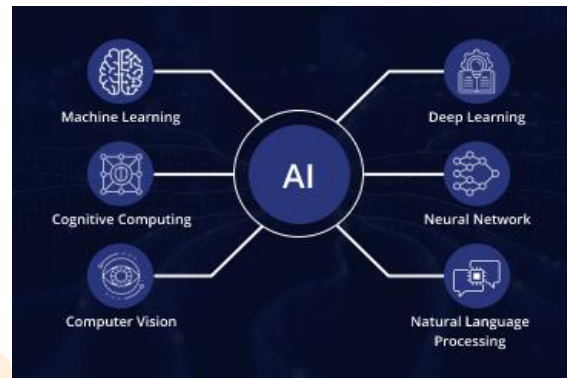 Machine Learning
Deep Learning
AI
Cognitive Computing
Neural Network
Computer Vision
Natural Language
Processing